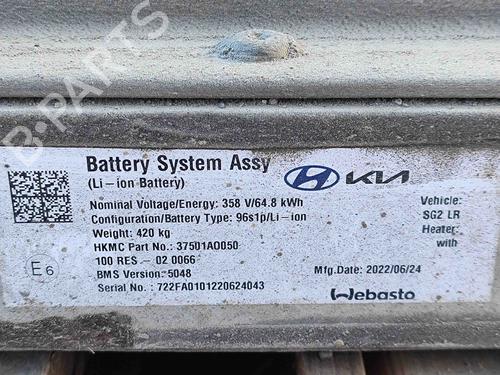 B-PARTS
Battery System Assy
(Li-ion Battery)
KIA
Nominal Voltage/Energy: 358 V/64.8 kWh
Configuration/Battery Type: 96s1p/Li-ion
Weight: 420 kg
HKMC Part No.: 37501AO050
100 RES-02 0066
BMS Version: 5048
Serial No.: 722FA0101220624043
Vehicle:
SG2 LR
Heater:
with
E6
Mfg.Date: 2022/06/24
Webasto